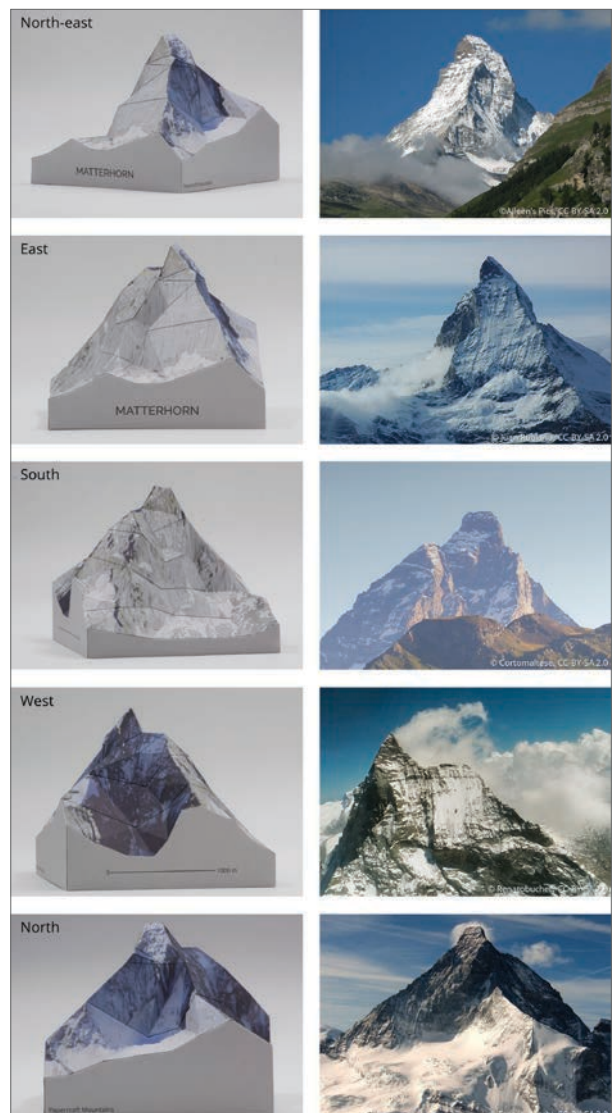 North-east
MATTERHORN
©Aileen's Pics, CC BY-SA 2.0
East
MATTERHORN
South
© Cortomaltese, CC BY-SA 2.0
West
1000 m
North
Papercraft Mountains